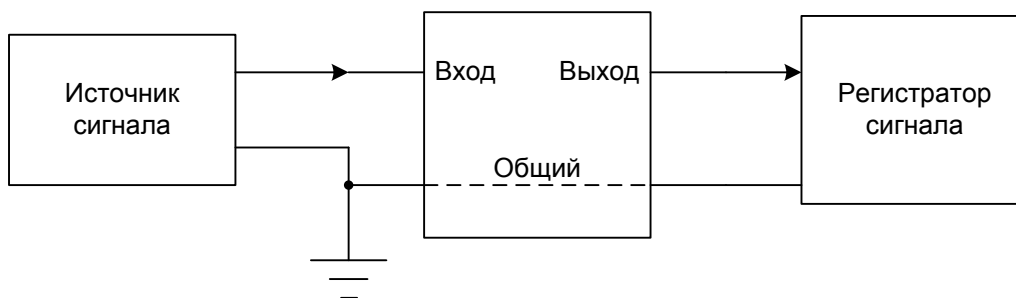 Источник
сигнала
Вход
Выход
Общий
Регистратор
сигнала